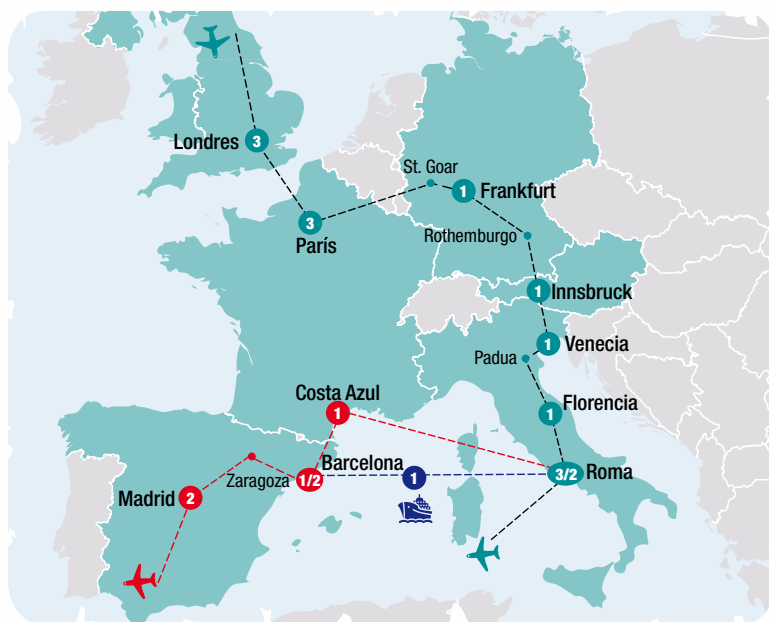 Londres
3
St. Goar
1
Frankfurt
3
París
Rothemburgo
1
Innsbruck
1
Venecia
Padua
Costa Azul
1
1
Florencia
Barcelona
Zaragoza
1/2
1
3/2
Roma
Madrid
2